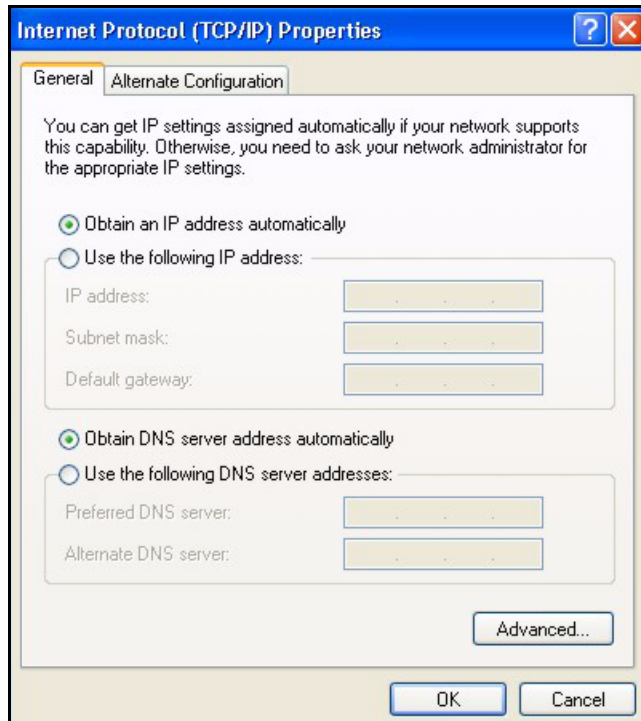 Internet Protocol (TCP/IP) Properties
General
Alternate Configuration
You can get IP settings assigned automatically if your network supports
this capability. Otherwise, you need to ask your network administrator for
the appropriate IP settings.
Obtain an IP address automatically
Use the following IP address:
IP address:
Subnet mask:
Default gateway:
Obtain DNS server address automatically
Use the following DNS server addresses:
Preferred DNS server:
Alternate DNS server:
Advanced...
OK
Cancel